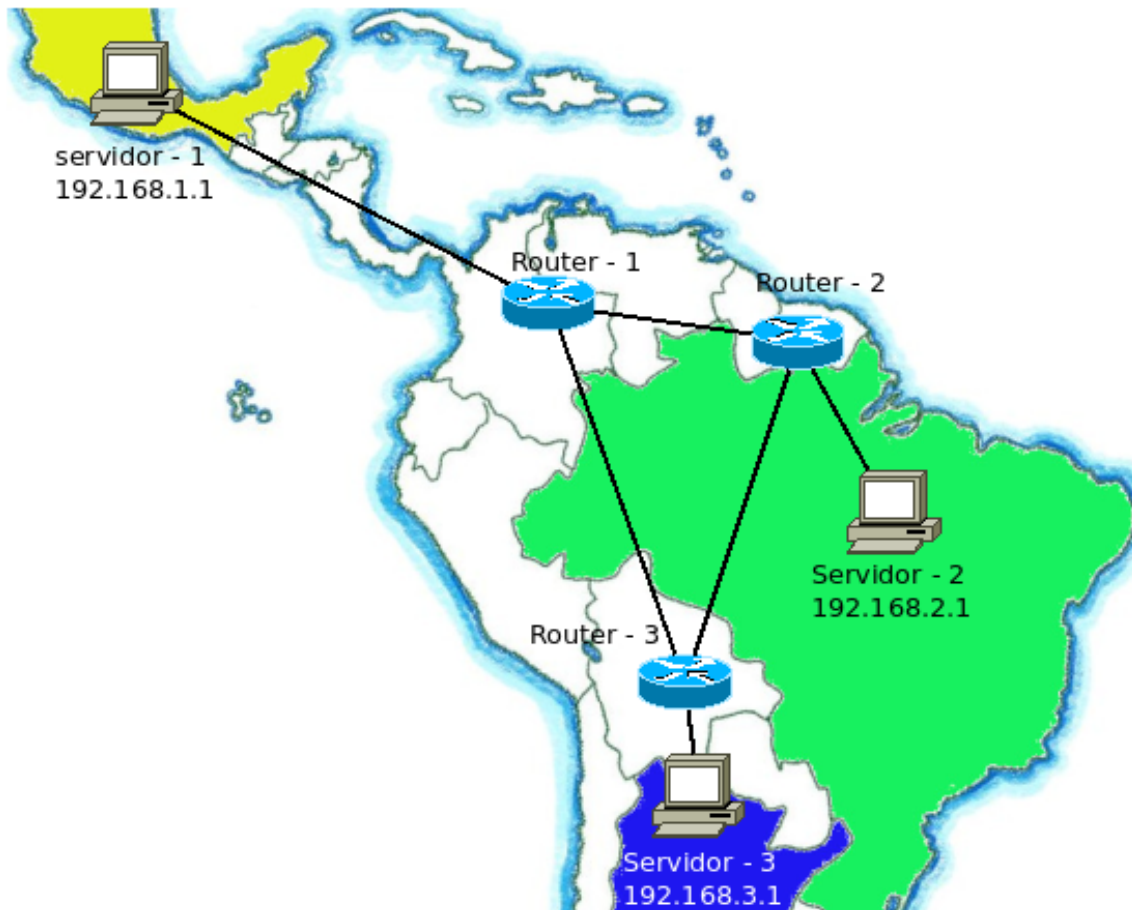 servidor - 1
192.168.1.1
Router - 1
Router - 2
Servidor - 2
192.168.2.1
Router - 3
Servidor - 3
192.168.3.1